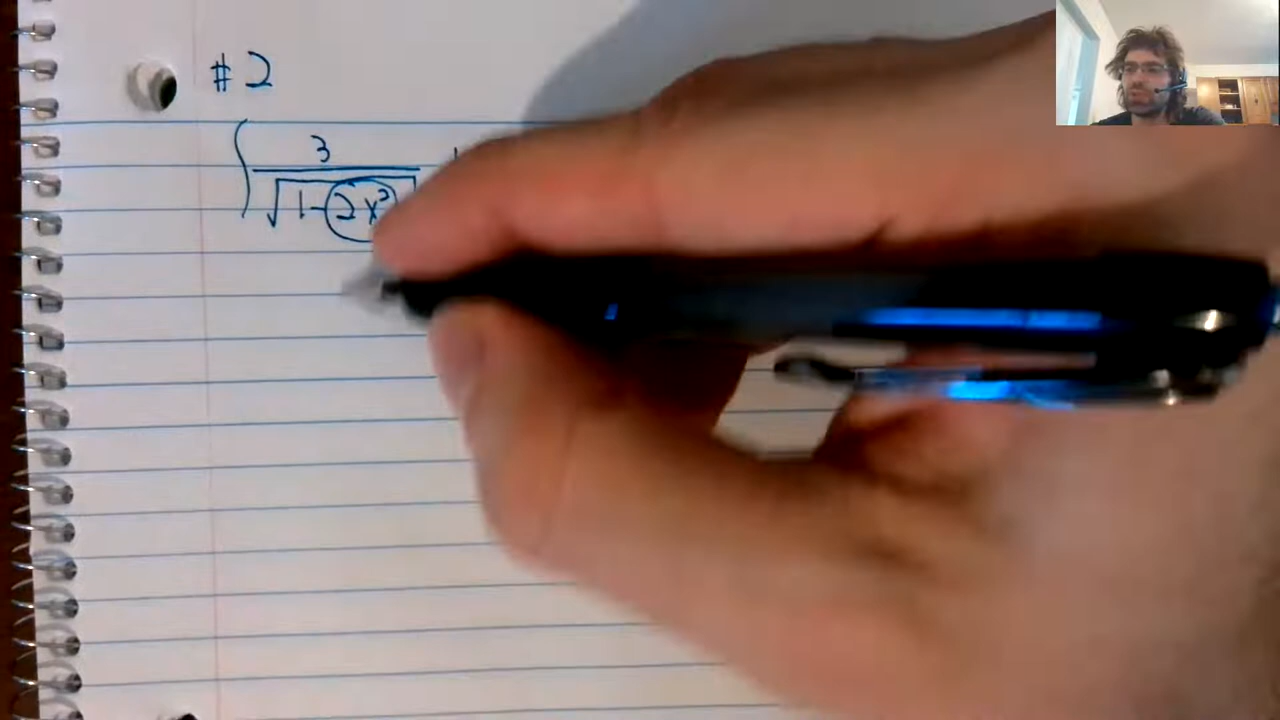 #2
∫ 3
√1-2x²